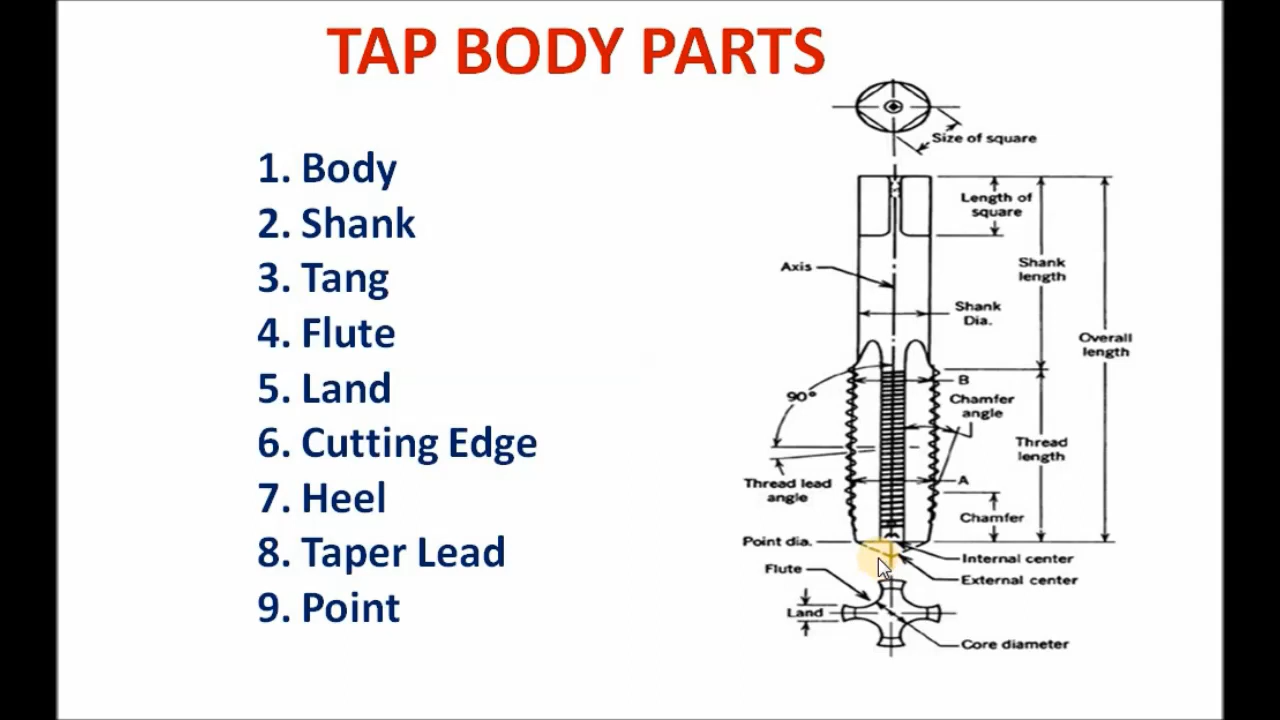 TAP BODY PARTS
1. Body
2. Shank
3. Tang
4. Flute
5. Land
6. Cutting Edge
7. Heel
8. Taper Lead
9. Point
Size of square
Length of
square
Axis
Shank
length
Shank
Dia.
Overall
length
B
90°
Chamfer
angle
Thread
length
Thread lead
angle
A
Chamfer
Point dia.
Internal center
Flute
External center
Land
Core diameter